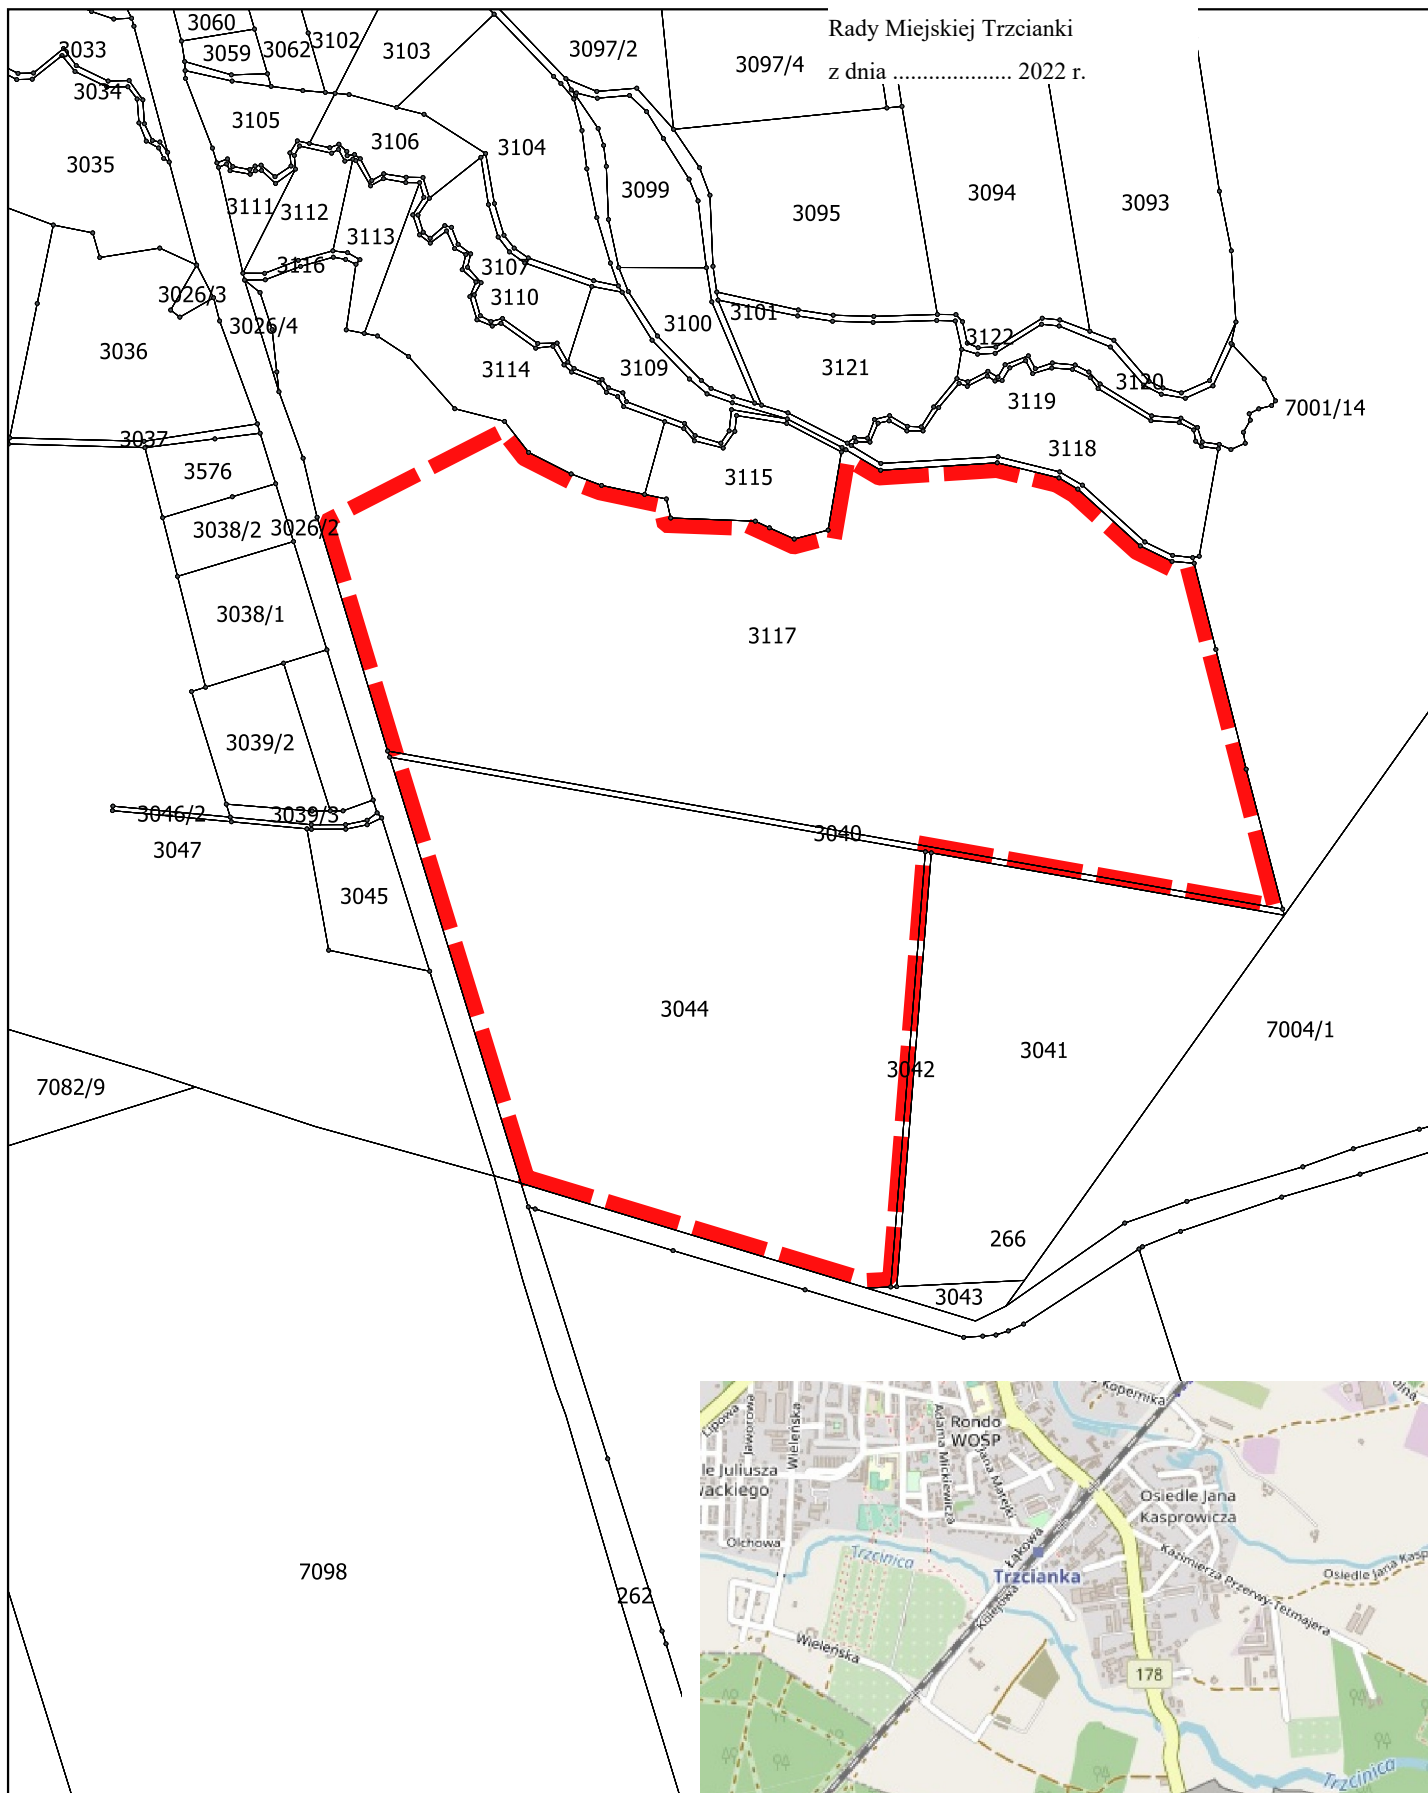 Rady Miejskiej Trzcianki
z dnia .................... 2022 r.
3060
3033
3059
3062
3102
3103
3097/2
3097/4
3034
3105
3106
3104
3035
3099
3094
3093
3095
3111
3112
3113
3116
3107
3110
3026/3
3026/4
3101
3100
3122
3036
3114
3109
3121
3120
3119
7001/14
3037
3118
3576
3115
3038/2
3026/2
3038/1
3117
3039/2
3046/2
3039/3
3040
3047
3045
3044
3041
7004/1
3042
7082/9
266
3043
7098
262
Kopernika
Lipowa
Jaworowa
Wieleńska
Adama Mickiewicza
Rondo
WOŚP
Jana Matejki
le Juliusza
wackiego
Osiedle Jana
Kasprowicza
Olchowa
Trzcinica
Łąkowa
Trzcianka
Kolejowa
Kazimierza Przerwy-Tetmajera
Osiedle Jana Kasp
Wieleńska
178
Trzcinica